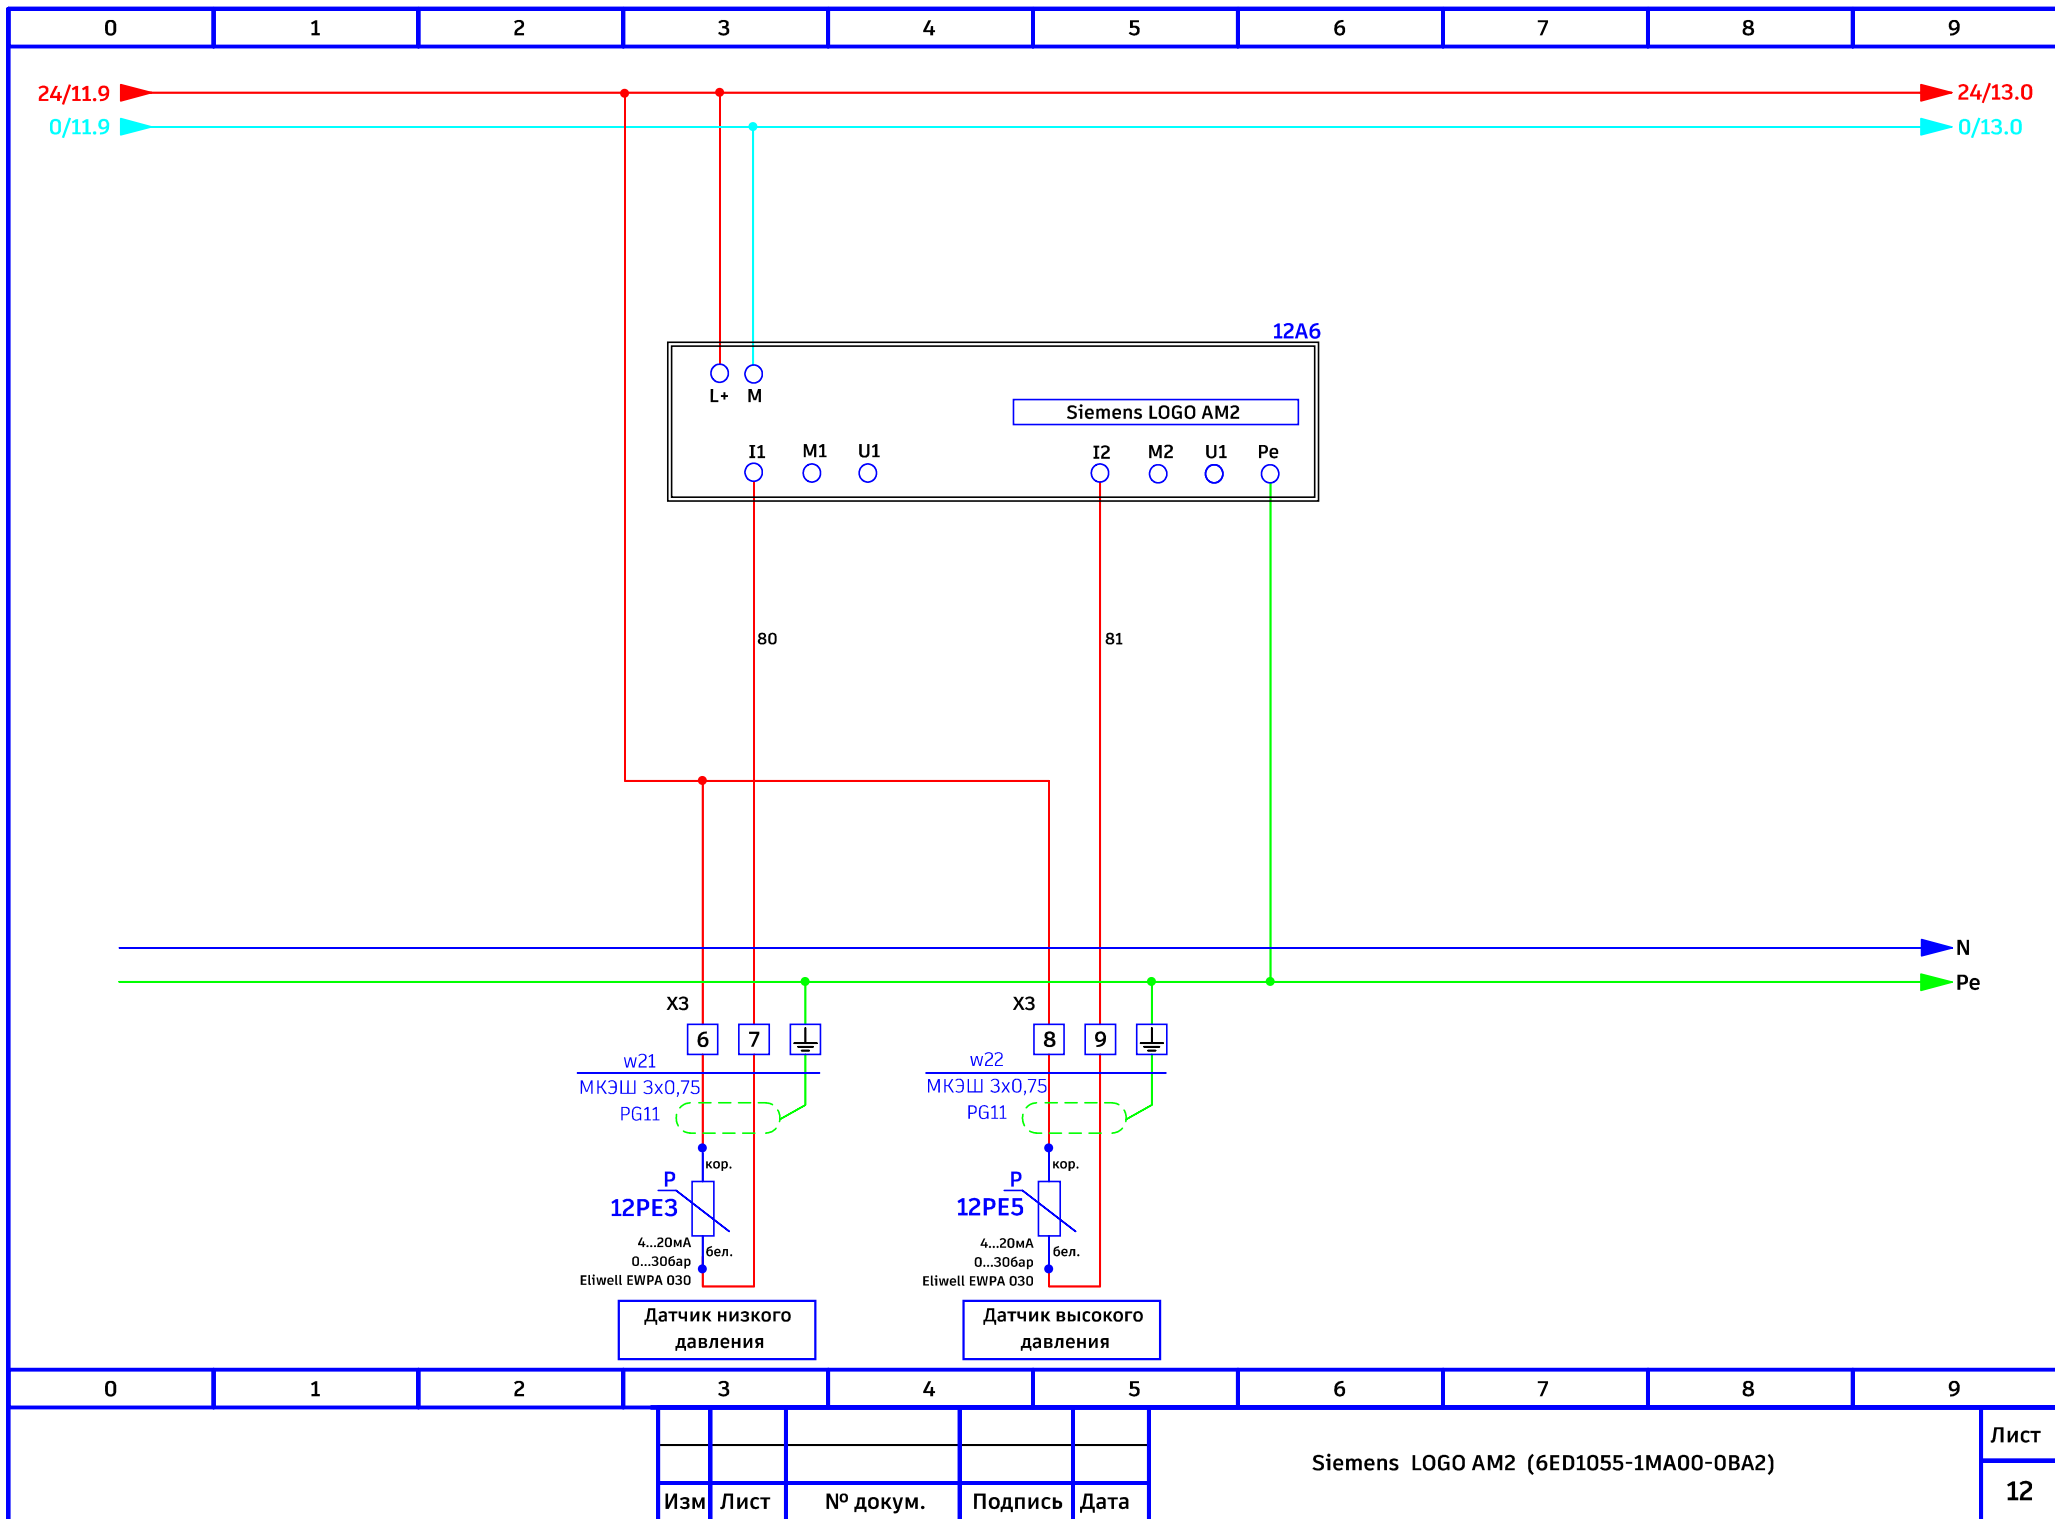 0 1 2 3 4 5 6 7 8 9
24/11.9 24/13.0
0/11.9 0/13.0
12A6
L+ M
Siemens LOGO AM2
I1 M1 U1 I2 M2 U1 Pe
80 81
N
Pe
X3 X3
6 7 8 9
w21 w22
МКЭШ 3x0,75 МКЭШ 3x0,75
PG11 PG11
кор. кор.
P P
12PE3 12PE5
4...20мА 4...20мА
бел. бел.
0...30бар 0...30бар
Eliwell EWPA 030 Eliwell EWPA 030
Датчик низкого
давления
Датчик высокого
давления
0 1 2 3 4 5 6 7 8 9
Siemens LOGO AM2 (6ED1055-1MA00-0BA2)
Лист
12
Изм Лист № докум. Подпись Дата